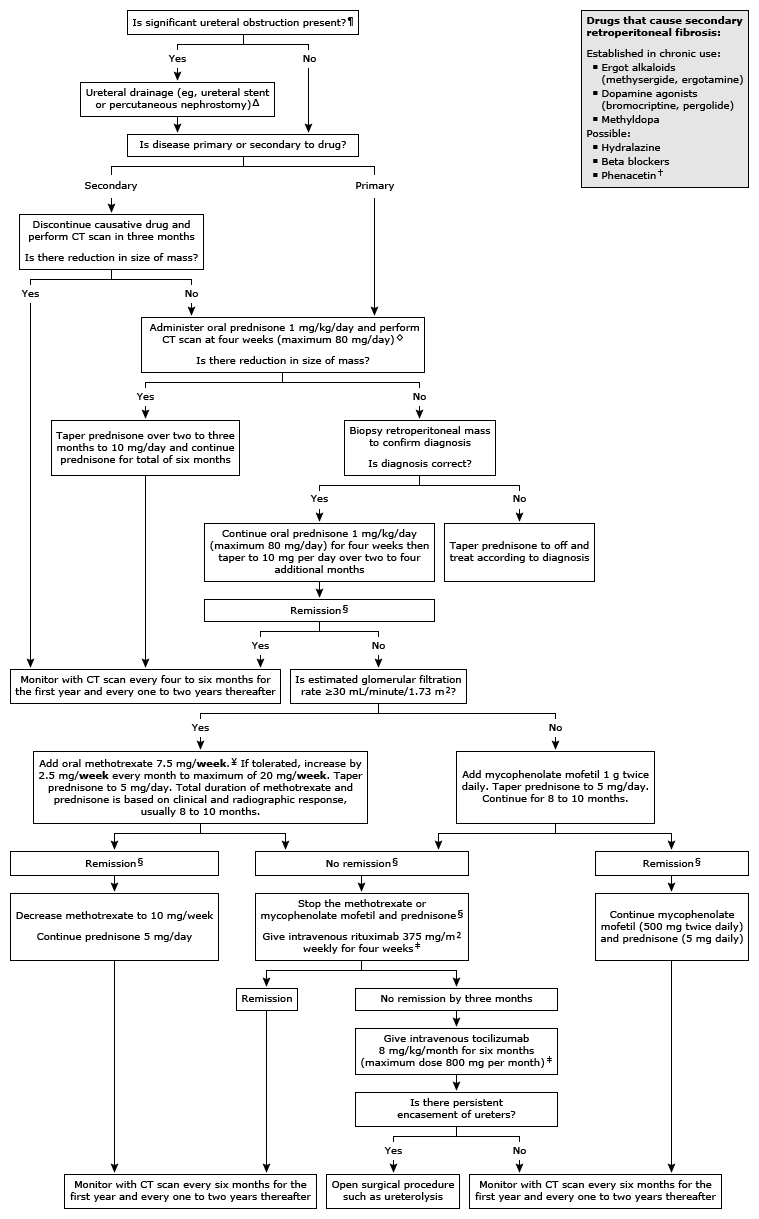 Is significant ureteral obstruction present?¶
Yes
No
Ureteral drainage (eg, ureteral stent
or percutaneous nephrostomy)Δ
Is disease primary or secondary to drug?
Secondary
Primary
Discontinue causative drug and
perform CT scan in three months
Is there reduction in size of mass?
Yes
No
Administer oral prednisone 1 mg/kg/day and perform
CT scan at four weeks (maximum 80 mg/day)◇
Is there reduction in size of mass?
Yes
No
Taper prednisone over two to three
months to 10 mg/day and continue
prednisone for total of six months
Biopsy retroperitoneal mass
to confirm diagnosis
Is diagnosis correct?
Yes
No
Continue oral prednisone 1 mg/kg/day
(maximum 80 mg/day) for four weeks then
taper to 10 mg per day over two to four
additional months
Taper prednisone to off and
treat according to diagnosis
Remission§
Yes
No
Monitor with CT scan every four to six months for
the first year and every one to two years thereafter
Is estimated glomerular filtration
rate ≥30 mL/minute/1.73 m²?
Yes
No
Add oral methotrexate 7.5 mg/week.¥ If tolerated, increase by
2.5 mg/week every month to maximum of 20 mg/week. Taper
prednisone to 5 mg/day. Total duration of methotrexate and
prednisone is based on clinical and radiographic response,
usually 8 to 10 months.
Add mycophenolate mofetil 1 g twice
daily. Taper prednisone to 5 mg/day.
Continue for 8 to 10 months.
Remission§
No remission§
Remission§
Decrease methotrexate to 10 mg/week
Continue prednisone 5 mg/day
Stop the methotrexate or
mycophenolate mofetil and prednisone§
Give intravenous rituximab 375 mg/m²
weekly for four weeks‡
Continue mycophenolate
mofetil (500 mg twice daily)
and prednisone (5 mg daily)
Remission
No remission by three months
Give intravenous tocilizumab
8 mg/kg/month for six months
(maximum dose 800 mg per month)‡
Is there persistent
encasement of ureters?
Yes
No
Monitor with CT scan every six months for the
first year and every one to two years thereafter
Open surgical procedure
such as ureterolysis
Monitor with CT scan every six months for the
first year and every one to two years thereafter
Drugs that cause secondary
retroperitoneal fibrosis:
Established in chronic use:
▪ Ergot alkaloids
(methysergide, ergotamine)
▪ Dopamine agonists
(bromocriptine, pergolide)
▪ Methyldopa
Possible:
▪ Hydralazine
▪ Beta blockers
▪ Phenacetin†